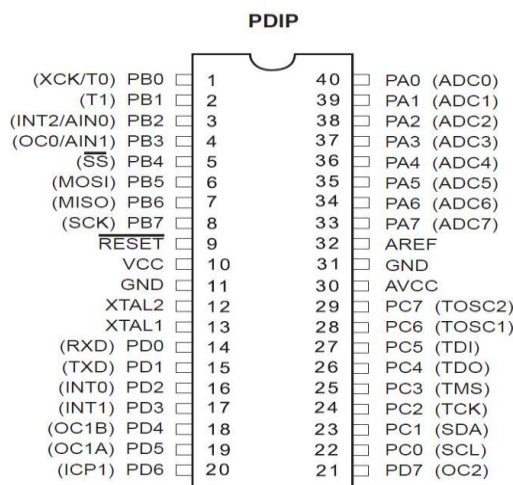 PDIP
(XCK/T0) PB0 1 40 PA0 (ADC0)
(T1) PB1 2 39 PA1 (ADC1)
(INT2/AIN0) PB2 3 38 PA2 (ADC2)
(OC0/AIN1) PB3 4 37 PA3 (ADC3)
(SS) PB4 5 36 PA4 (ADC4)
(MOSI) PB5 6 35 PA5 (ADC5)
(MISO) PB6 7 34 PA6 (ADC6)
(SCK) PB7 8 33 PA7 (ADC7)
RESET 9 32 AREF
VCC 10 31 GND
GND 11 30 AVCC
XTAL2 12 29 PC7 (TOSC2)
XTAL1 13 28 PC6 (TOSC1)
(RXD) PD0 14 27 PC5 (TDI)
(TXD) PD1 15 26 PC4 (TDO)
(INT0) PD2 16 25 PC3 (TMS)
(INT1) PD3 17 24 PC2 (TCK)
(OC1B) PD4 18 23 PC1 (SDA)
(OC1A) PD5 19 22 PC0 (SCL)
(ICP1) PD6 20 21 PD7 (OC2)